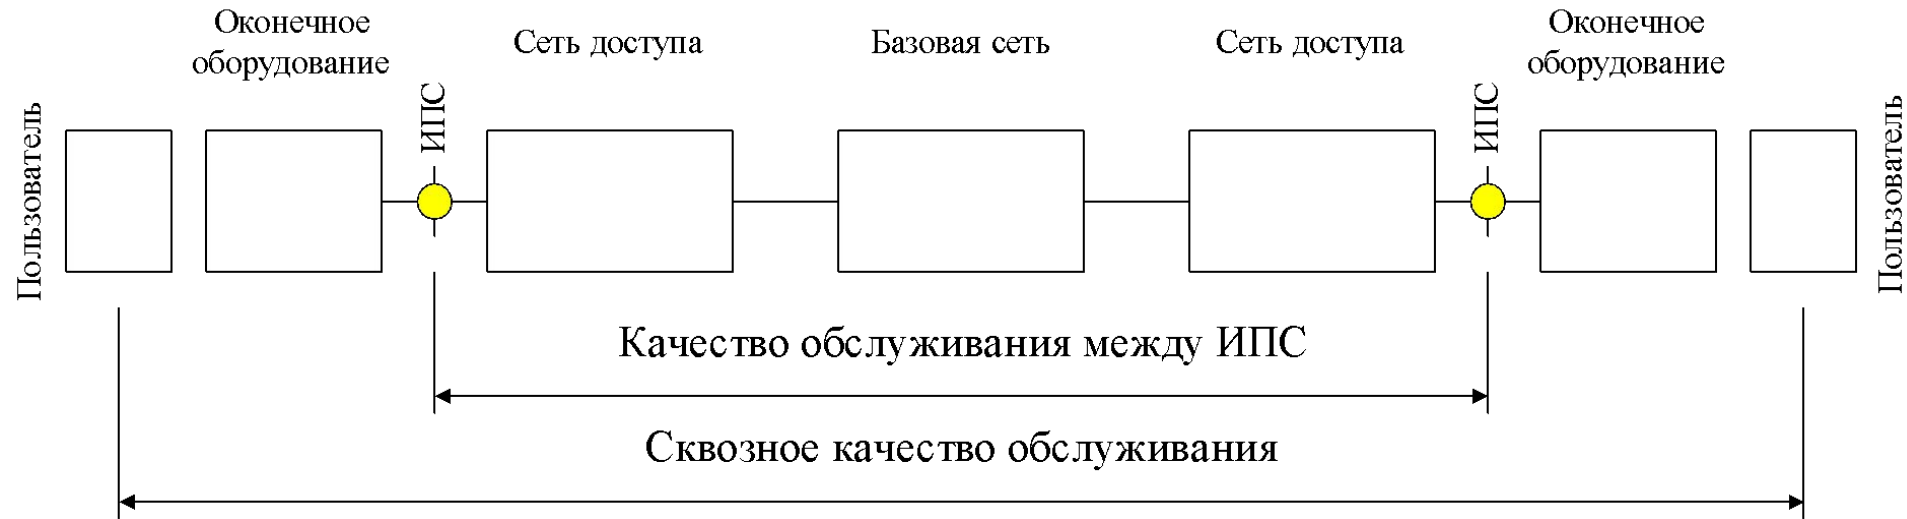 Оконечное
оборудование
Сеть доступа
Базовая сеть
Сеть доступа
Оконечное
оборудование
Пользователь
ИПС
ИПС
Пользователь
Качество обслуживания между ИПС
Сквозное качество обслуживания